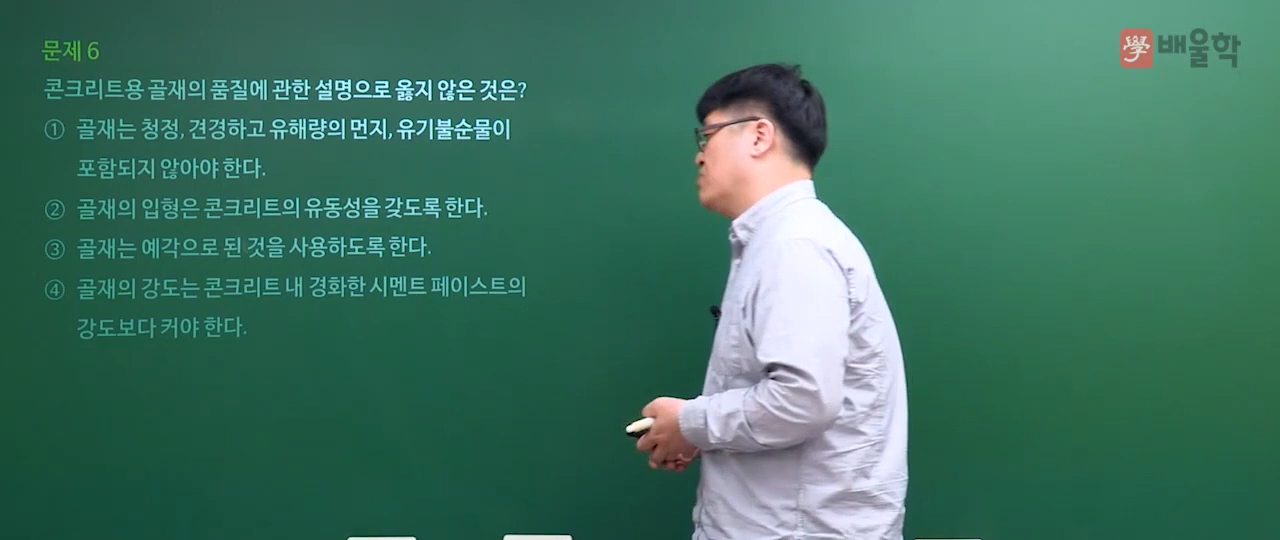 문제 6
學 배울학
콘크리트용 골재의 품질에 관한 설명으로 옳지 않은 것은?
① 골재는 청정, 견경하고 유해량의 먼지, 유기불순물이
포함되지 않아야 한다.
② 골재의 입형은 콘크리트의 유동성을 갖도록 한다.
③ 골재는 예각으로 된 것을 사용하도록 한다.
④ 골재의 강도는 콘크리트 내 경화한 시멘트 페이스트의
강도보다 커야 한다.